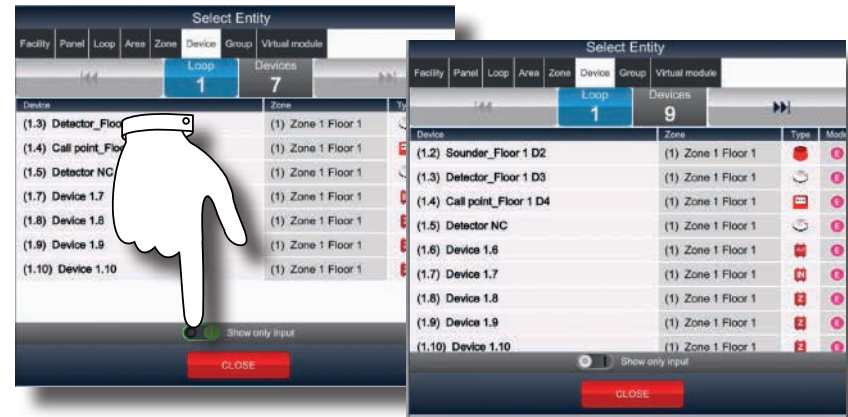 Select Entity
Facility Panel Loop Area Zone Device Group Virtual module
Loop Devices
1 7
Device Zone Ty
(1.3) Detector_Floo (1) Zone 1 Floor 1
(1.4) Call point_Floo (1) Zone 1 Floor 1
(1.5) Detector NC (1) Zone 1 Floor 1
(1.7) Device 1.7 (1) Zone 1 Floor 1
(1.8) Device 1.8 (1) Zone 1 Floor 1
(1.9) Device 1.9 (1) Zone 1 Floor 1
(1.10) Device 1.10 (1) Zone 1 Floor 1
Show only input
CLOSE
Select Entity
Facility Panel Loop Area Zone Device Group Virtual module
Loop Devices
1 9
Device Zone Type Mode
(1.2) Sounder_Floor 1 D2 (1) Zone 1 Floor 1 E
(1.3) Detector_Floor 1 D3 (1) Zone 1 Floor 1 E
(1.4) Call point_Floor 1 D4 (1) Zone 1 Floor 1 E
(1.5) Detector NC (1) Zone 1 Floor 1 E
(1.6) Device 1.6 (1) Zone 1 Floor 1 E
(1.7) Device 1.7 (1) Zone 1 Floor 1 IN E
(1.8) Device 1.8 (1) Zone 1 Floor 1 Z E
(1.9) Device 1.9 (1) Zone 1 Floor 1 Z E
(1.10) Device 1.10 (1) Zone 1 Floor 1 Z E
Show only input
CLOSE